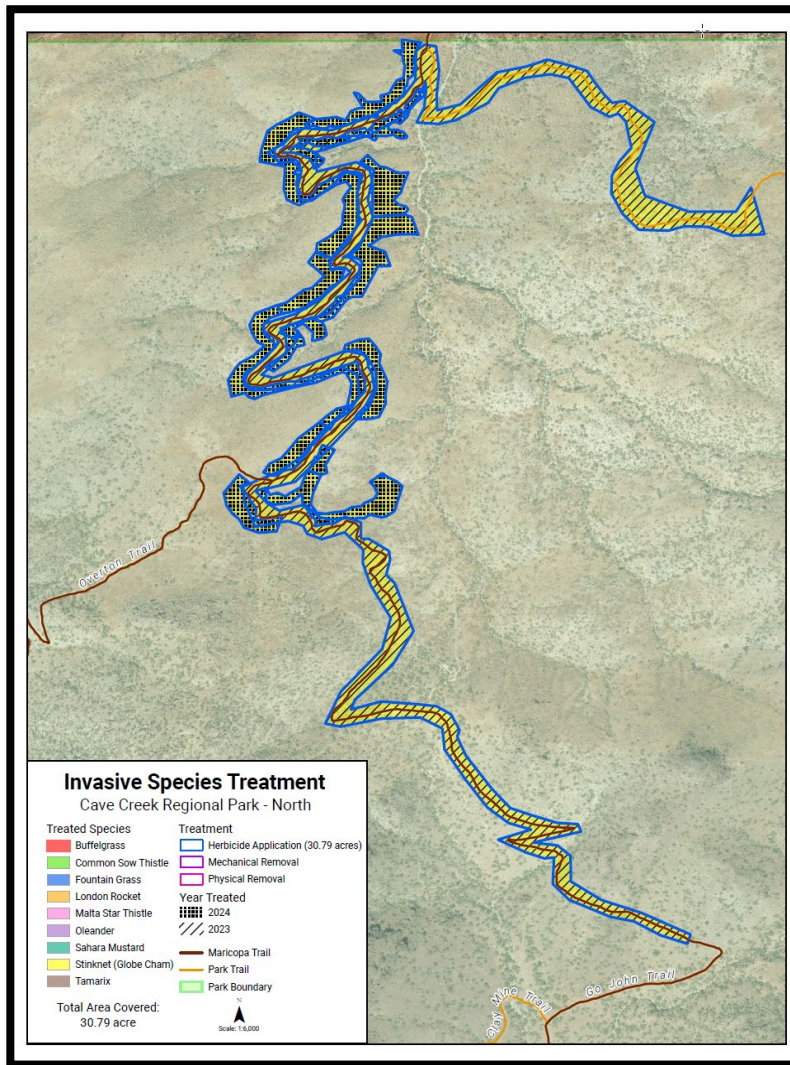 Overton Trail
Invasive Species Treatment
Cave Creek Regional Park - North
Treated Species
Buffelgrass
Common Sow Thistle
Fountain Grass
London Rocket
Malta Star Thistle
Oleander
Sahara Mustard
Stinknet (Globe Cham)
Tamarix
Total Area Covered:
30.79 acre
Treatment
Herbicide Application (30.79 acres)
Mechanical Removal
Physical Removal
Year Treated
2024
2023
Maricopa Trail
Park Trail
Park Boundary
N
Scale: 1:6,000
Clay Mine Trail
Go John Trail